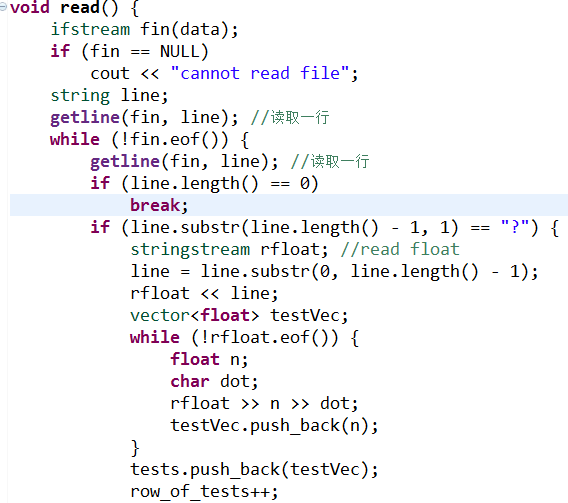 void read() {
    ifstream fin(data);
    if (fin == NULL)
        cout << "cannot read file";
    string line;
    getline(fin, line); //读取一行
    while (!fin.eof()) {
        getline(fin, line); //读取一行
        if (line.length() == 0)
            break;
        if (line.substr(line.length() - 1, 1) == "?") {
            stringstream rfloat; //read float
            line = line.substr(0, line.length() - 1);
            rfloat << line;
            vector<float> testVec;
            while (!rfloat.eof()) {
                float n;
                char dot;
                rfloat >> n >> dot;
                testVec.push_back(n);
            }
            tests.push_back(testVec);
            row_of_tests++;